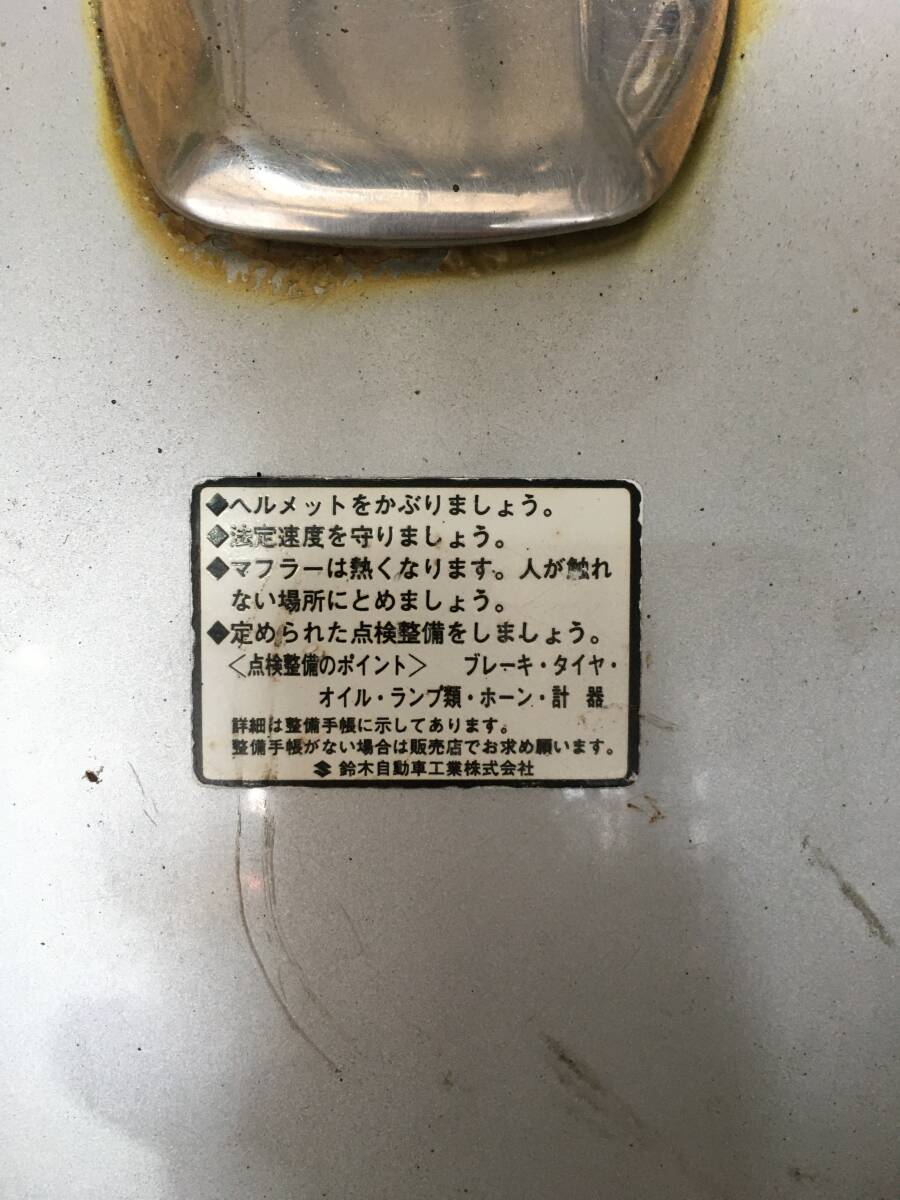 ◆ヘルメットをかぶりましょう。
◆法定速度を守りましょう。
◆マフラーは熱くなります。人が触れ
ない場所にとめましょう。
◆定められた点検整備をしましょう。
〈点検整備のポイント〉 ブレーキ・タイヤ・
オイル・ランプ類・ホーン・計 器
詳細は整備手帳に示してあります。
整備手帳がない場合は販売店でお求め願います。
鈴木自動車工業株式会社